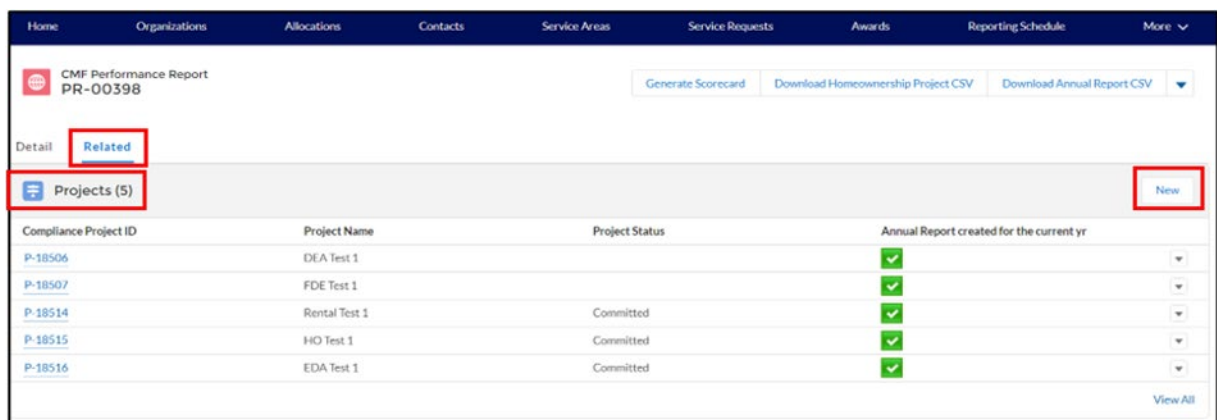 Home Organizations Allocations Contacts Service Areas Service Requests Awards Reporting Schedule More
CMF Performance Report
PR-00398
Generate Scorecard Download Homeownership Project CSV Download Annual Report CSV
Detail Related
Projects (5) New
Compliance Project ID Project Name Project Status Annual Report created for the current yr
P-18506 DEA Test 1
P-18507 FDE Test 1
P-18514 Rental Test 1 Committed
P-18515 HO Test 1 Committed
P-18516 EDA Test 1 Committed
View All